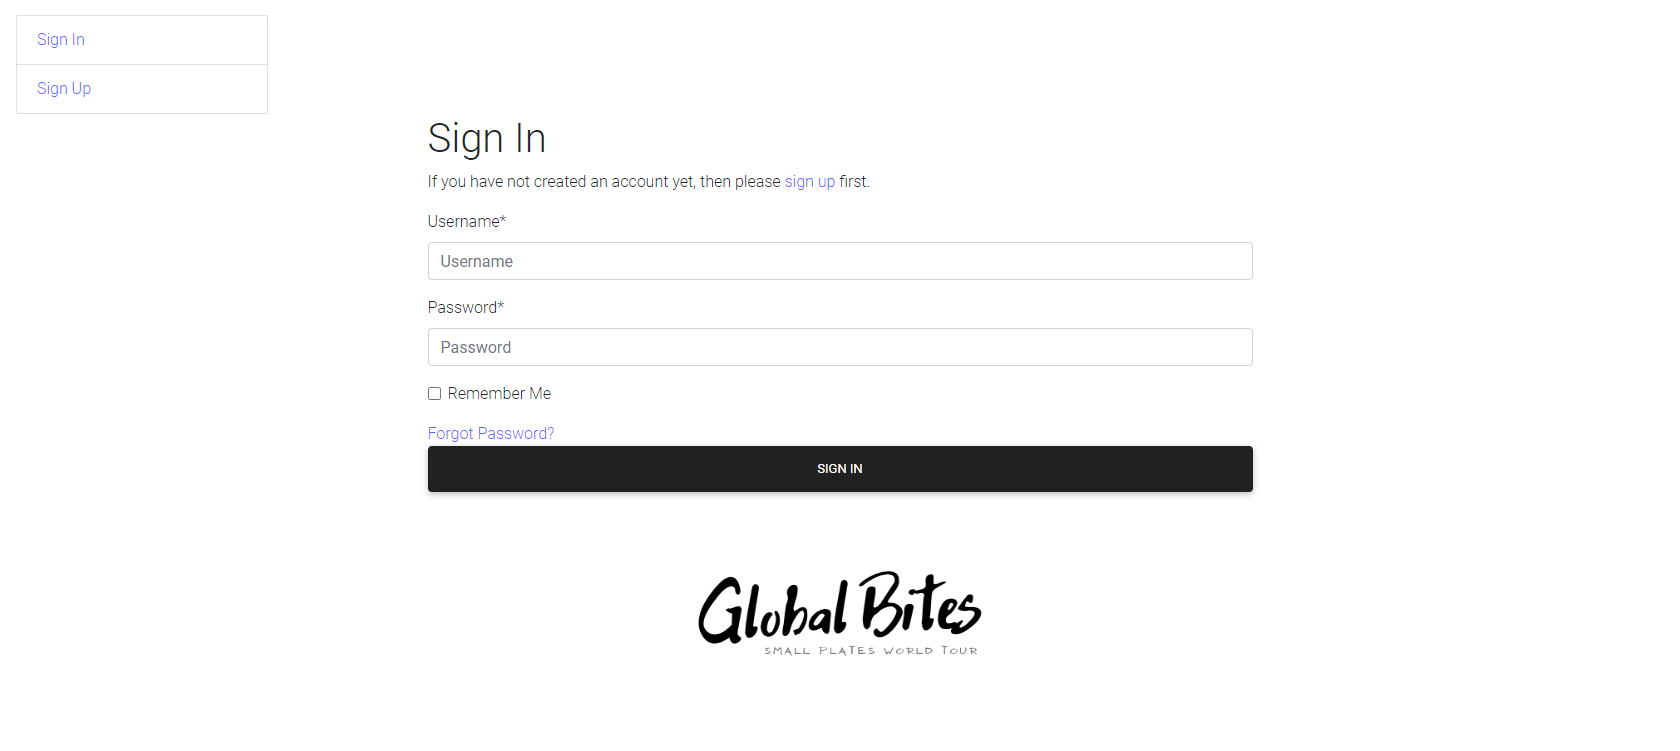 Sign In
Sign Up
Sign In
If you have not created an account yet, then please sign up first.
Username*
Username
Password*
Password
Remember Me
Forgot Password?
SIGN IN
Global Bites
SMALL PLATES WORLD TOUR